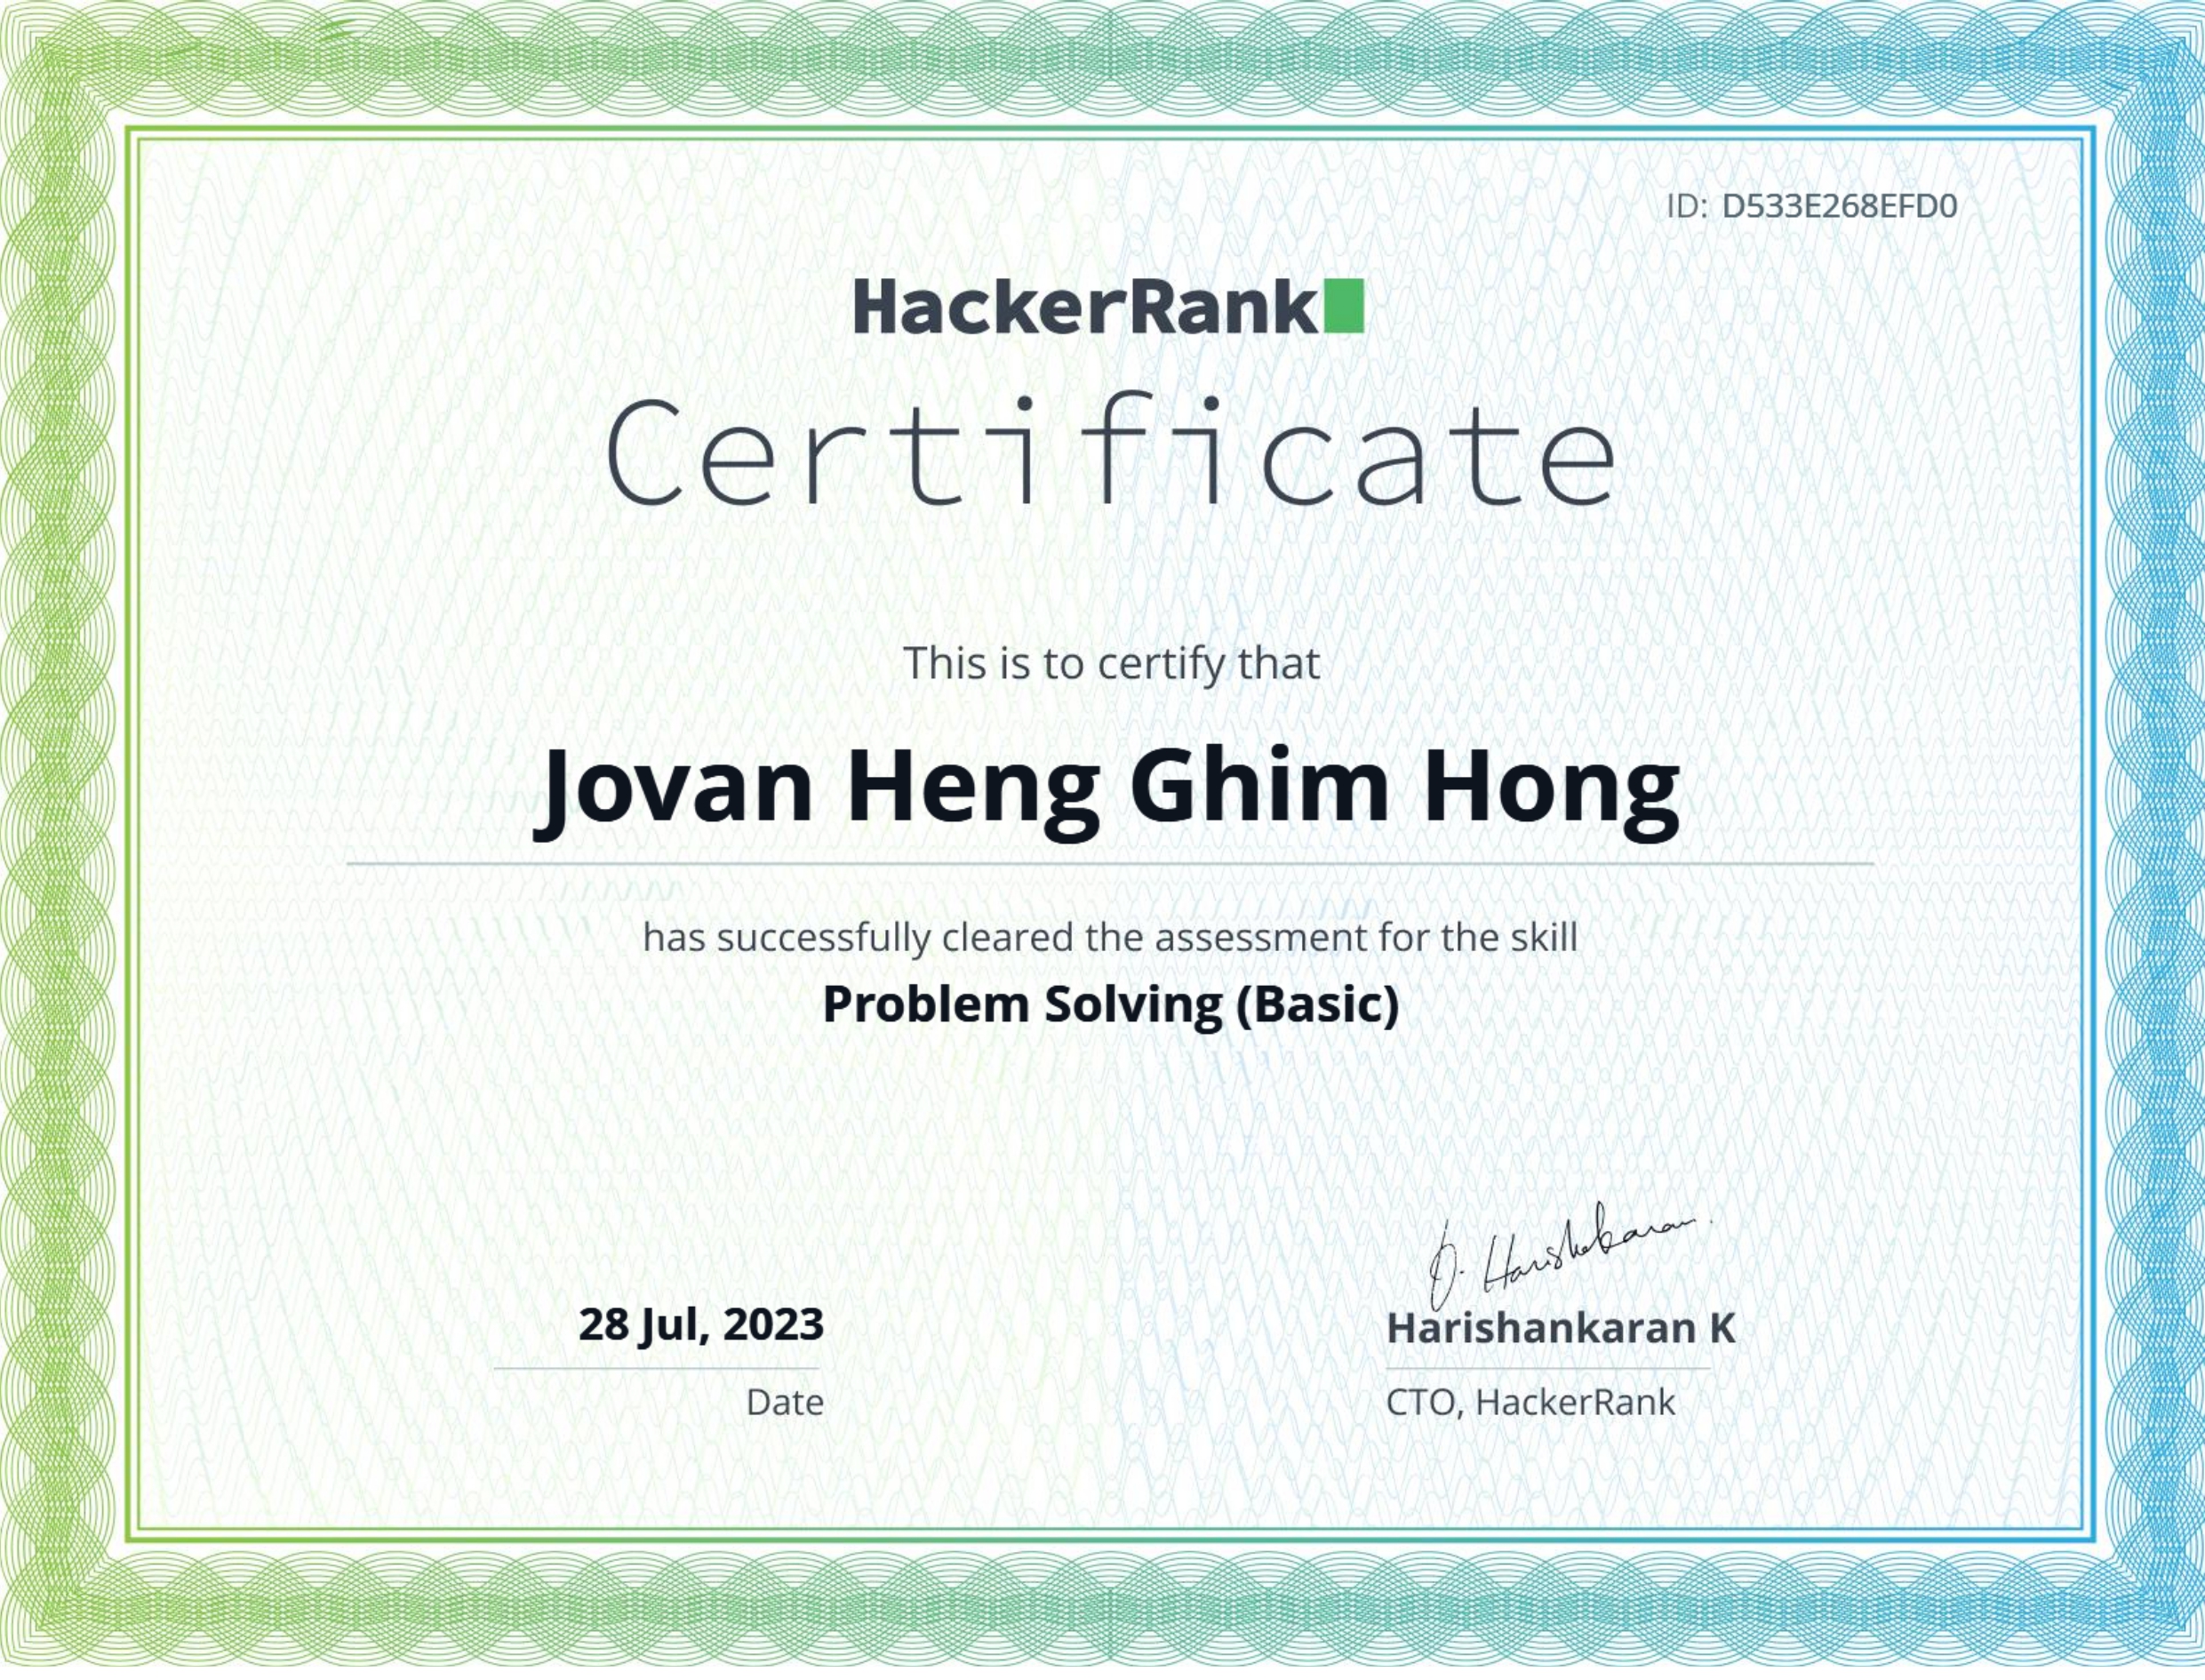 ID: D533E268EFD0
HackerRank
Certificate
This is to certify that
Jovan Heng Ghim Hong
has successfully cleared the assessment for the skill
Problem Solving (Basic)
Harishankaran
28 Jul, 2023
Harishankaran K
Date
CTO, HackerRank